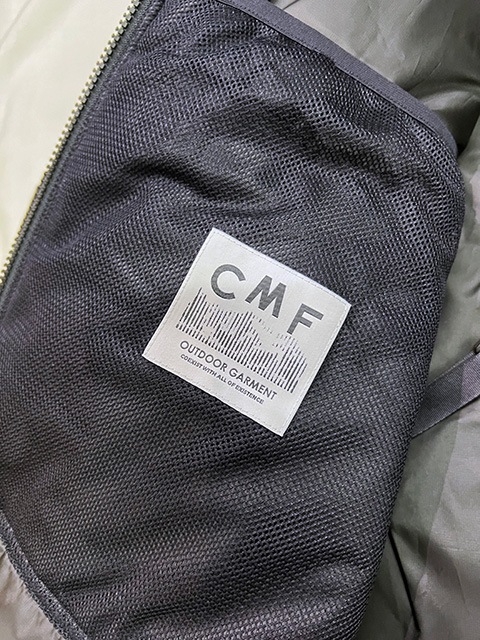 CMF
OUTDOOR GARMENT
COEXIST WITH ALL OF EXISTENCE